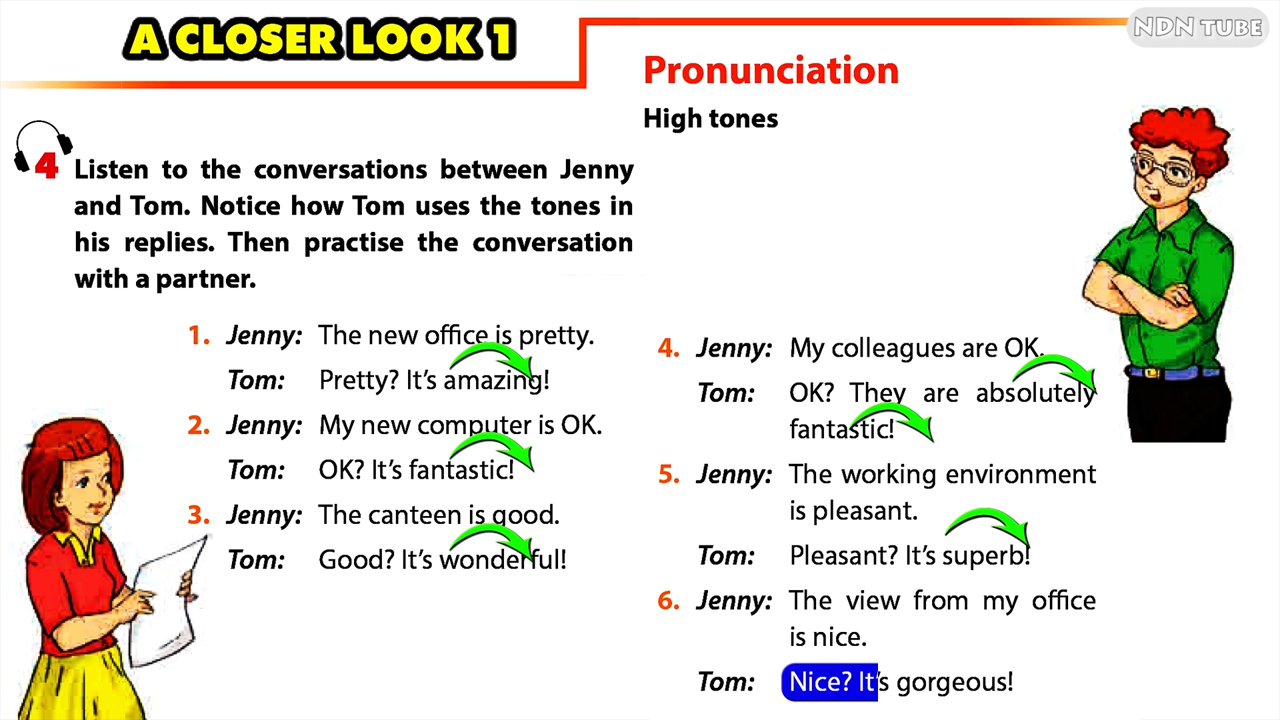 A CLOSER LOOK 1
NDN TUBE
Pronunciation
High tones
4 Listen to the conversations between Jenny
and Tom. Notice how Tom uses the tones in
his replies. Then practise the conversation
with a partner.
1. Jenny: The new office is pretty.
Tom: Pretty? It's amazing!
2. Jenny: My new computer is OK.
Tom: OK? It's fantastic!
3. Jenny: The canteen is good.
Tom: Good? It's wonderful!
4. Jenny: My colleagues are OK.
Tom: OK? They are absolutely
fantastic!
5. Jenny: The working environment
is pleasant.
Tom: Pleasant? It's superb!
6. Jenny: The view from my office
is nice.
Tom: Nice? It's gorgeous!